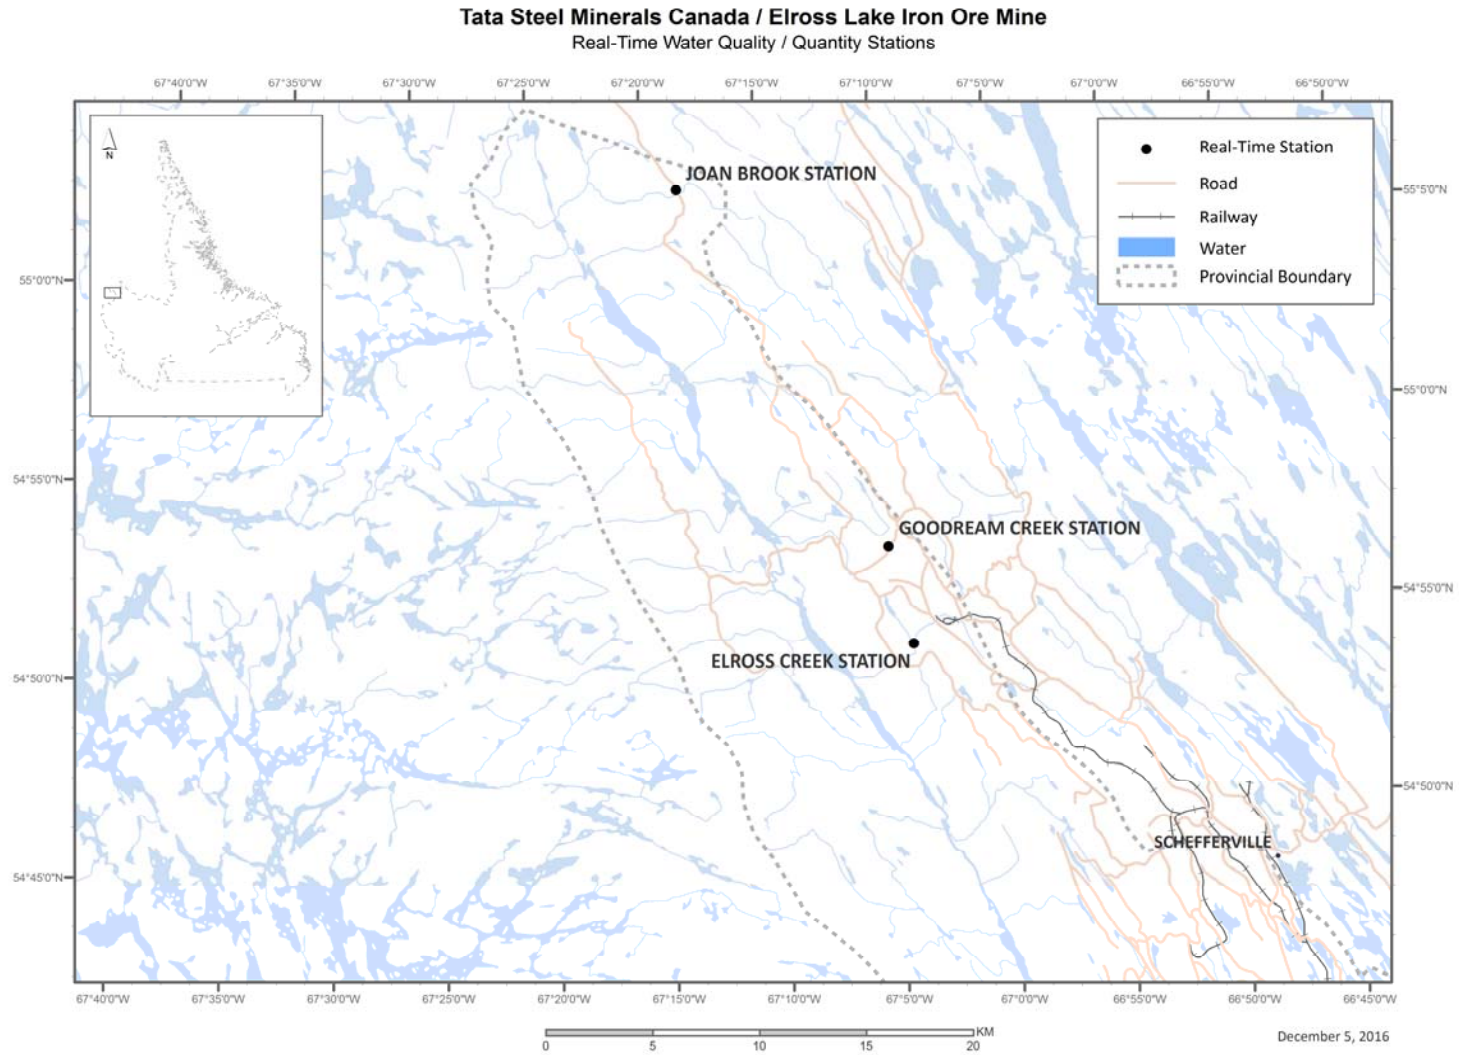 Tata Steel Minerals Canada / Elross Lake Iron Ore Mine
Real-Time Water Quality / Quantity Stations
67°40'0"W 67°35'0"W 67°30'0"W 67°25'0"W 67°20'0"W 67°15'0"W 67°10'0"W 67°5'0"W 67°0'0"W 66°55'0"W 66°50'0"W
N
Real-Time Station
Road
Railway
Water
Provincial Boundary
JOAN BROOK STATION
55°5'0"N
55°0'0"N
55°0'0"N
54°55'0"N
GOODREAM CREEK STATION
54°55'0"N
ELROSS CREEK STATION
54°50'0"N
54°50'0"N
SCHEFFERVILLE
54°45'0"N
67°40'0"W 67°35'0"W 67°30'0"W 67°25'0"W 67°20'0"W 67°15'0"W 67°10'0"W 67°5'0"W 67°0'0"W 66°55'0"W 66°50'0"W 66°45'0"W
KM
0 5 10 15 20
December 5, 2016